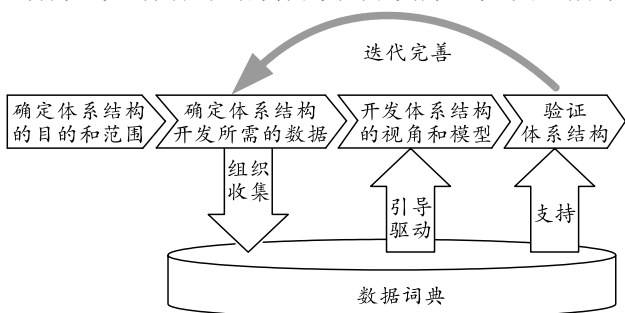 迭代完善
确定体系结构
的目的和范围
确定体系结构
开发所需的数据
开发体系结构
的视角和模型
验证
体系结构
组织
收集
引导
驱动
支持
数据词典